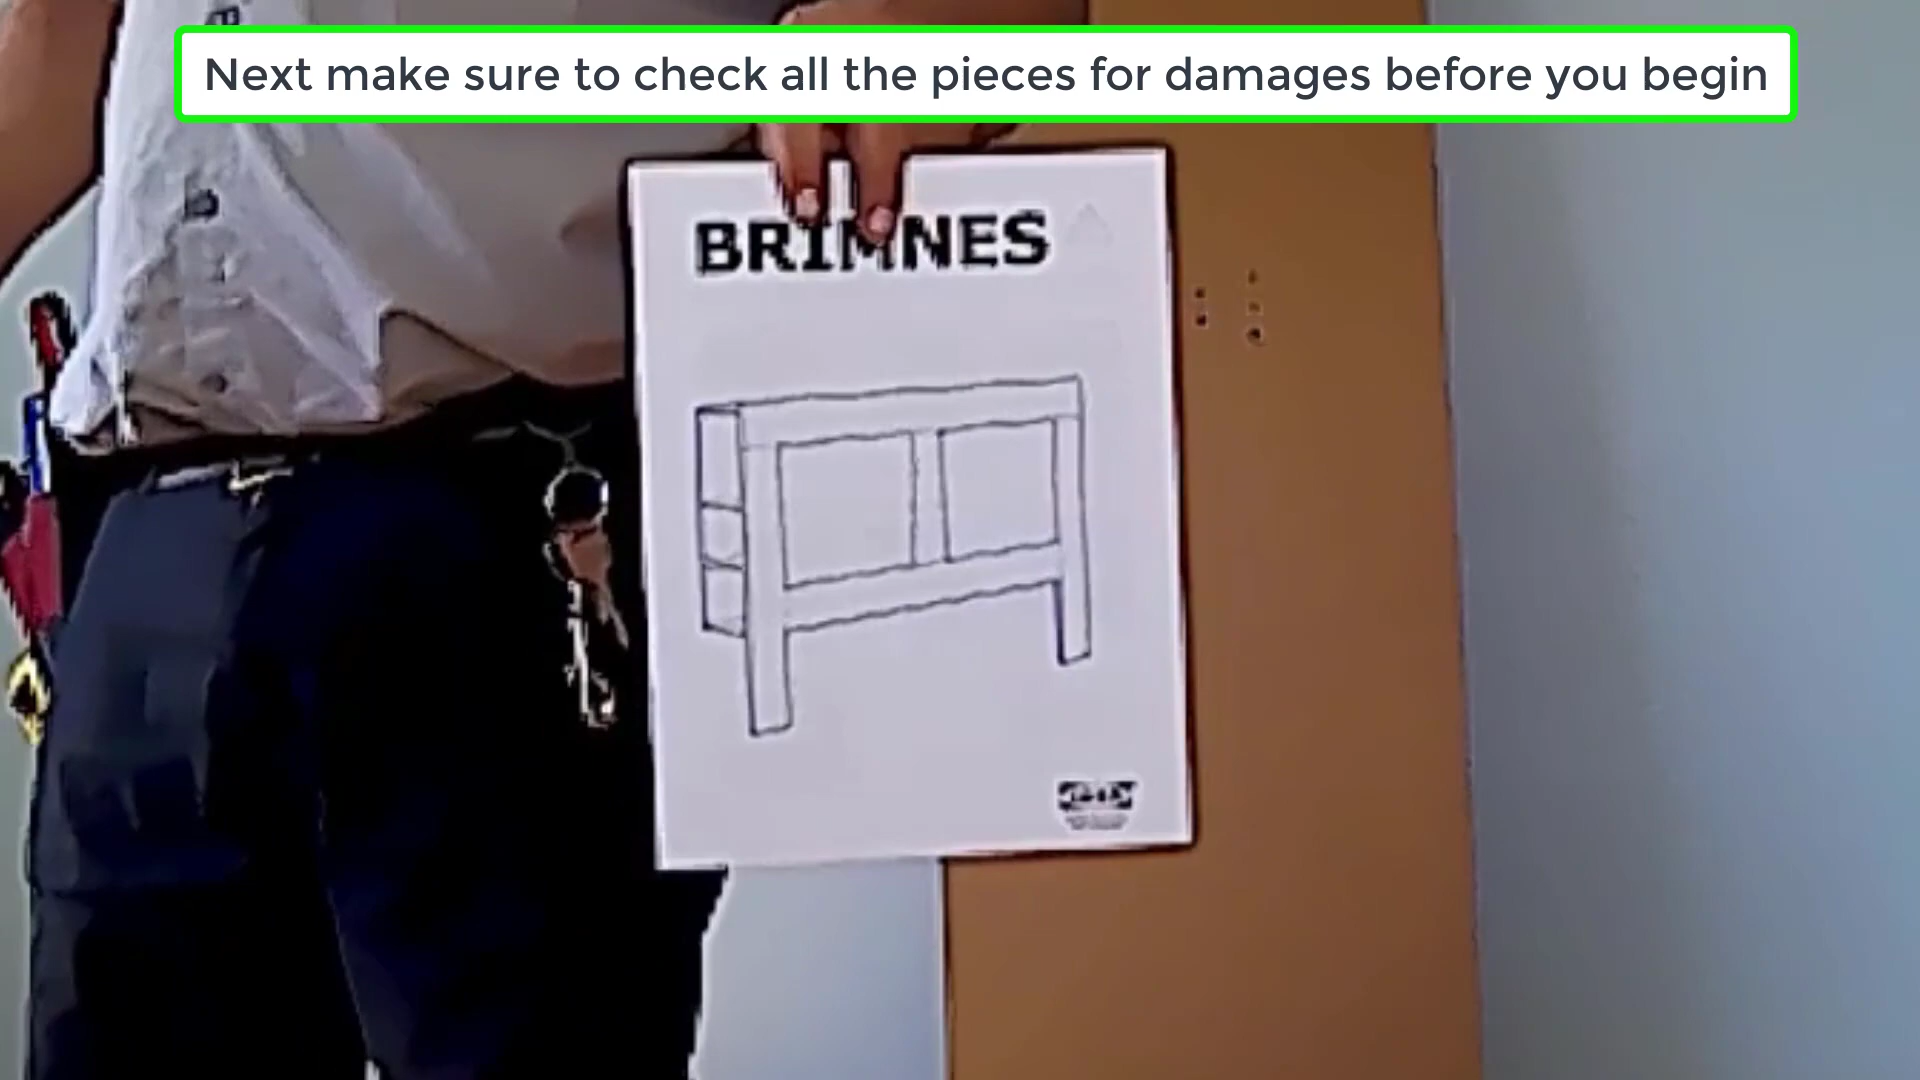 Next make sure to check all the pieces for damages before you begin
BRIMNES